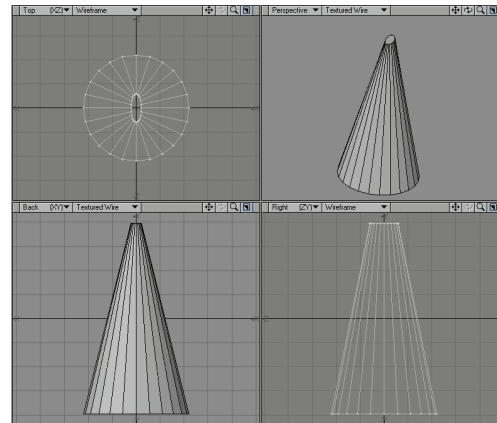 Top (XZ) Wireframe
Perspective Textured Wire
Back (XY) Textured Wire
Right (ZY) Wireframe